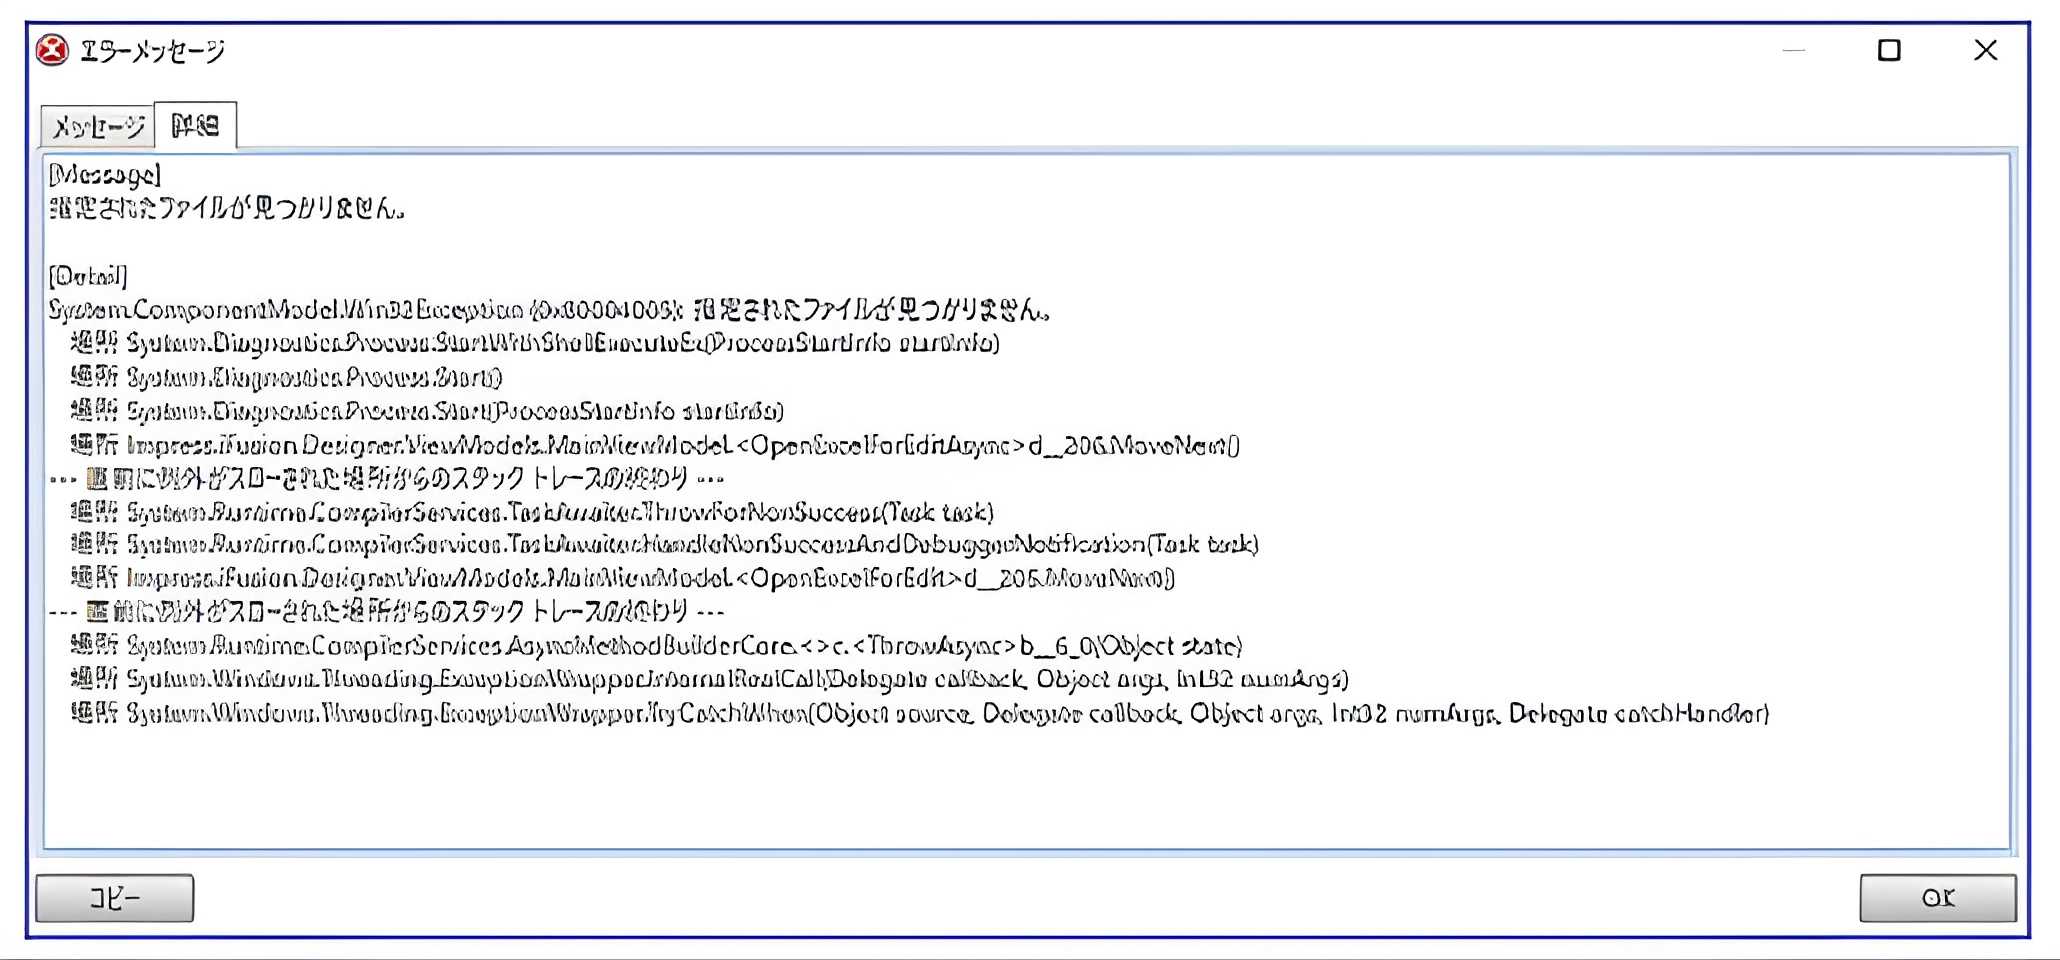 エラーメッセージ
メッセージ 詳細
[Message]
指定されたファイルが見つかりません。
[Detail]
System.ComponentModel.Win32Exception (0x80004005): 指定されたファイルが見つかりません。
場所 System.Diagnostics.Process.StartWithShellExecuteEx(ProcessStartInfo startInfo)
場所 System.Diagnostics.Process.Start()
場所 System.Diagnostics.Process.Start(ProcessStartInfo startInfo)
場所 Impress.iFusion.Designer.ViewModels.MainViewModel.<OpenExcelForEditAsync>d__206.MoveNext()
--- 直前に例外がスローされた場所からのスタック トレースの終わり ---
場所 System.Runtime.CompilerServices.TaskAwaiter.ThrowForNonSuccess(Task task)
場所 System.Runtime.CompilerServices.TaskAwaiter.HandleNonSuccessAndDebuggerNotification(Task task)
場所 Impress.iFusion.Designer.ViewModels.MainViewModel.<OpenExcelForEdit>d__205.MoveNext()
--- 直前に例外がスローされた場所からのスタック トレースの終わり ---
場所 System.Runtime.CompilerServices.AsyncMethodBuilderCore.<>c.<ThrowAsync>b__6_0(Object state)
場所 System.Windows.Threading.ExceptionWrapper.InternalRealCall(Delegate callback, Object args, Int32 numArgs)
場所 System.Windows.Threading.ExceptionWrapper.TryCatchWhen(Object source, Delegate callback, Object args, Int32 numArgs, Delegate catchHandler)
コピー OK